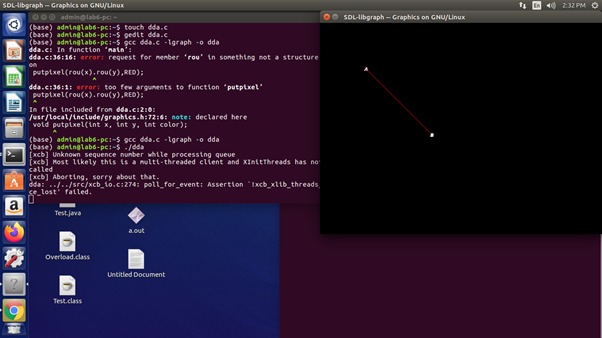 SDL-libgraph -- Graphics on GNU/Linux
En
2:32 PM
admin@lab6-pc: ~
(base) admin@lab6-pc:~$ touch dda.c
(base) admin@lab6-pc:~$ gedit dda.c
(base) admin@lab6-pc:~$ gcc dda.c -lgraph -o dda
dda.c: In function ‘main’:
dda.c:36:16: error: request for member ‘rou’ in something not a structure
on
putpixel(rou(x).rou(y),RED);
^
dda.c:36:1: error: too few arguments to function ‘putpixel’
putpixel(rou(x).rou(y),RED);
^
In file included from dda.c:2:0:
/usr/local/include/graphics.h:72:6: note: declared here
void putpixel(int x, int y, int color);
^
(base) admin@lab6-pc:~$ gcc dda.c -lgraph -o dda
(base) admin@lab6-pc:~$ ./dda
[xcb] Unknown sequence number while processing queue
[xcb] Most likely this is a multi-threaded client and XInitThreads has no
called
[xcb] Aborting, sorry about that.
dda: ../../src/xcb_io.c:274: poll_for_event: Assertion `!xcb_xlib_threads_
ce_lost' failed.
SDL-libgraph -- Graphics on GNU/Linux
A
B
Test.java
a.out
Overload.class
Untitled Document
Test.class